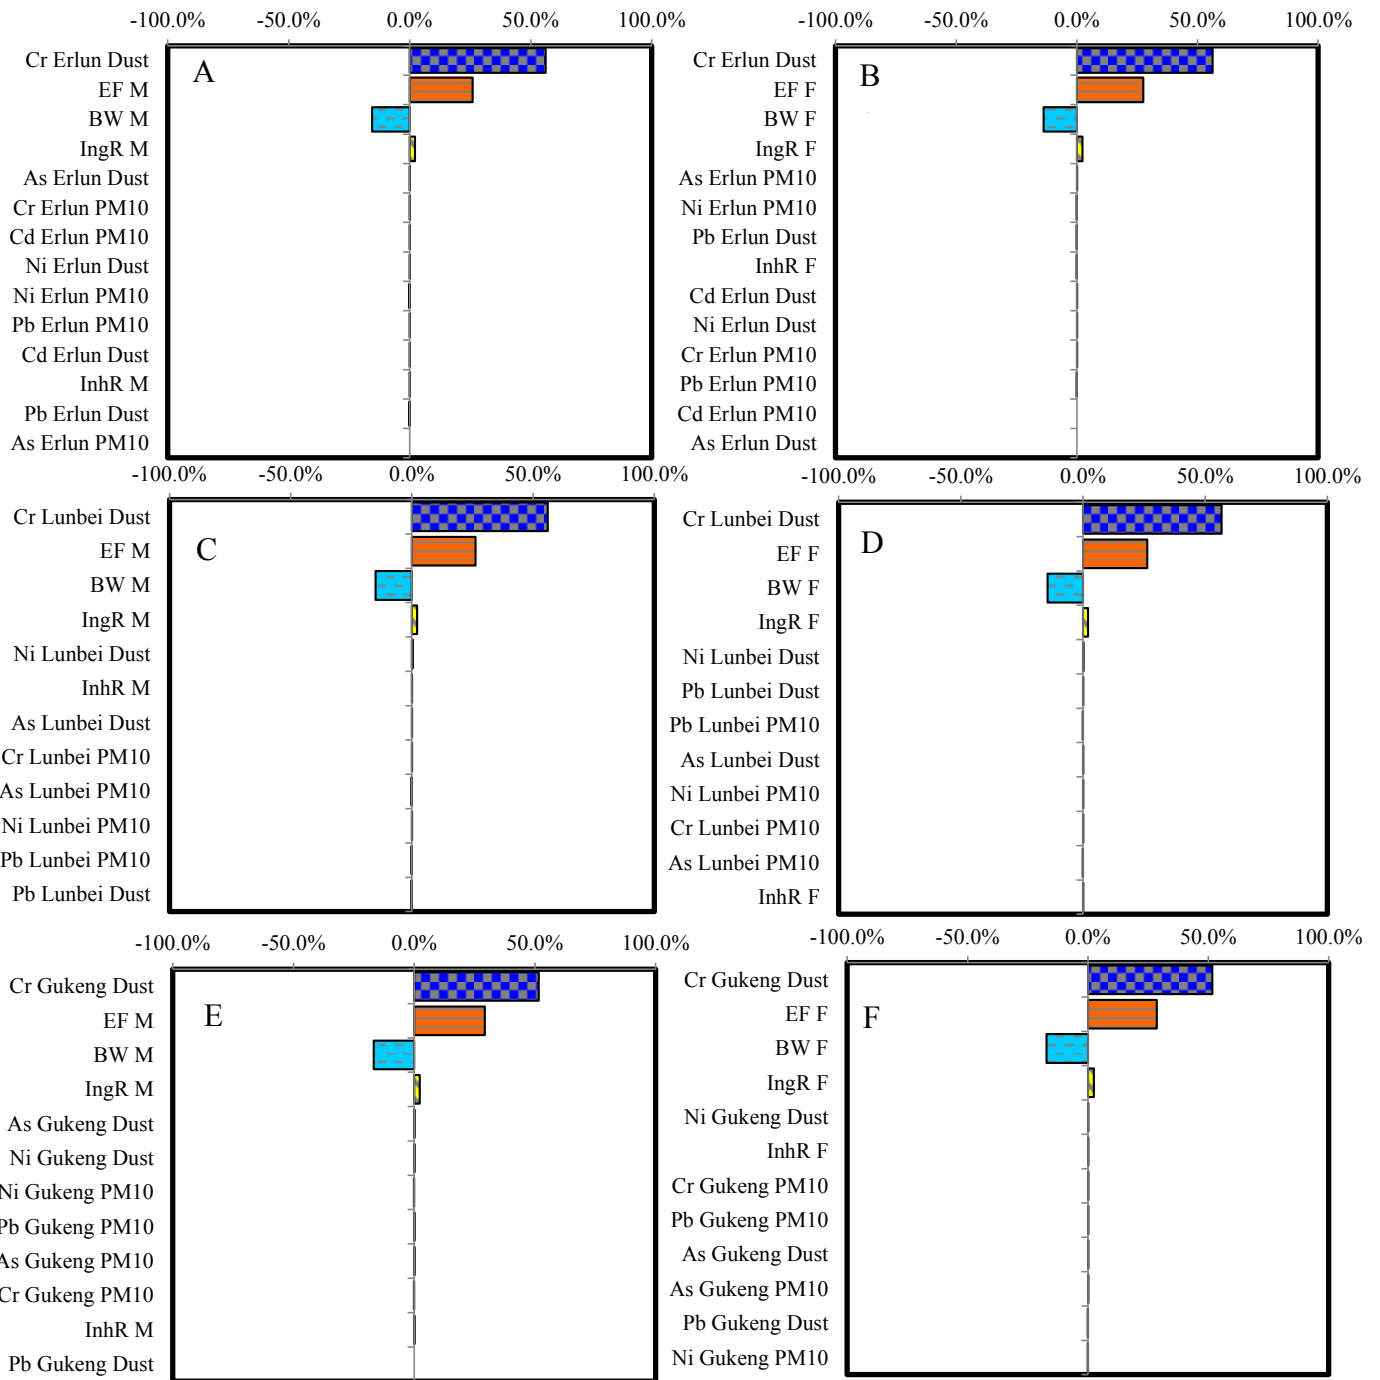 -100.0% -50.0% 0.0% 50.0% 100.0%
A
Cr Erlun Dust
EF M
BW M
IngR M
As Erlun Dust
Cr Erlun PM10
Cd Erlun PM10
Ni Erlun Dust
Ni Erlun PM10
Pb Erlun PM10
Cd Erlun Dust
InhR M
Pb Erlun Dust
As Erlun PM10
-100.0% -50.0% 0.0% 50.0% 100.0%
B
Cr Erlun Dust
EF F
BW F
IngR F
As Erlun PM10
Ni Erlun PM10
Pb Erlun Dust
InhR F
Cd Erlun Dust
Ni Erlun Dust
Cr Erlun PM10
Pb Erlun PM10
Cd Erlun PM10
As Erlun Dust
-100.0% -50.0% 0.0% 50.0% 100.0%
C
Cr Lunbei Dust
EF M
BW M
IngR M
Ni Lunbei Dust
InhR M
As Lunbei Dust
Cr Lunbei PM10
As Lunbei PM10
Ni Lunbei PM10
Pb Lunbei PM10
Pb Lunbei Dust
-100.0% -50.0% 0.0% 50.0% 100.0%
D
Cr Lunbei Dust
EF F
BW F
IngR F
Ni Lunbei Dust
Pb Lunbei Dust
Pb Lunbei PM10
As Lunbei Dust
Ni Lunbei PM10
Cr Lunbei PM10
As Lunbei PM10
InhR F
-100.0% -50.0% 0.0% 50.0% 100.0%
E
Cr Gukeng Dust
EF M
BW M
IngR M
As Gukeng Dust
Ni Gukeng Dust
Ni Gukeng PM10
Pb Gukeng PM10
As Gukeng PM10
Cr Gukeng PM10
InhR M
Pb Gukeng Dust
-100.0% -50.0% 0.0% 50.0% 100.0%
F
Cr Gukeng Dust
EF F
BW F
IngR F
Ni Gukeng Dust
InhR F
Cr Gukeng PM10
Pb Gukeng PM10
As Gukeng Dust
As Gukeng PM10
Pb Gukeng Dust
Ni Gukeng PM10